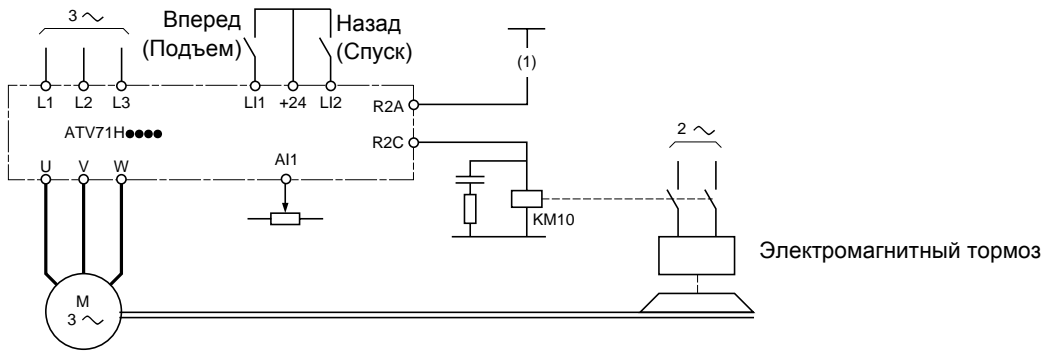 3 ~
Вперед
(Подъем)
Назад
(Спуск)
(1)
L1 L2 L3
LI1 +24 LI2
R2A
ATV71H●●●●
R2C
2 ~
U V W
AI1
KM10
Электромагнитный тормоз
M
3 ~